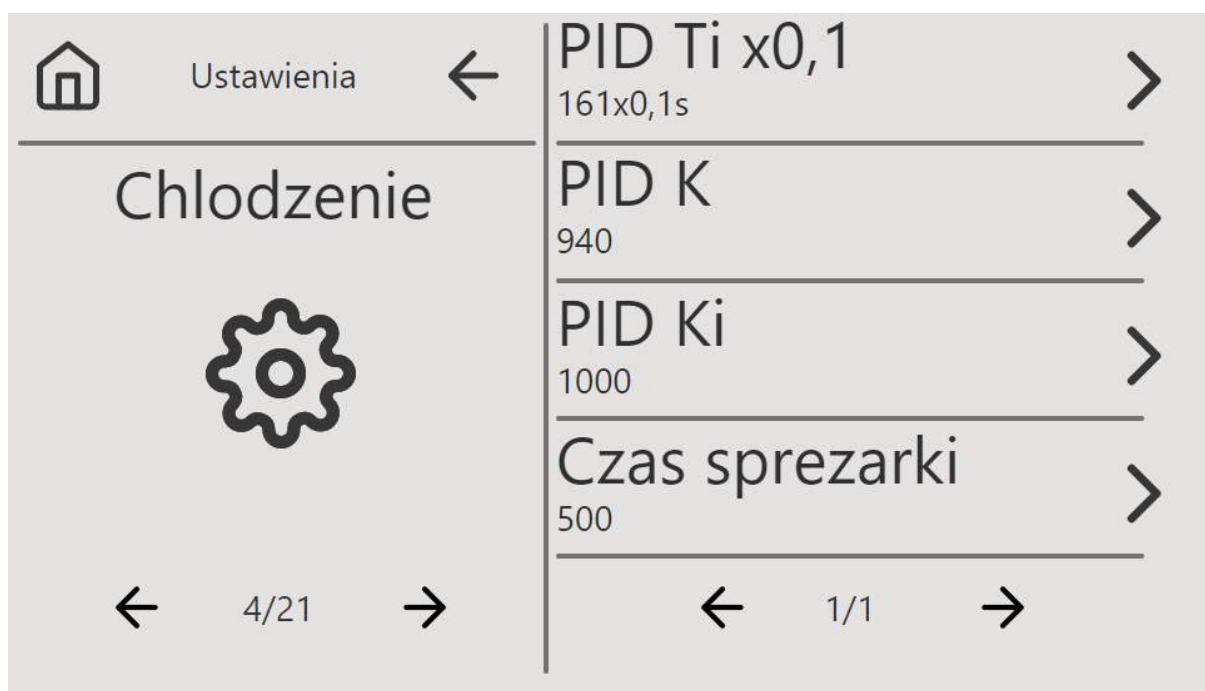 Ustawienia
Chlodzenie
4/21
PID Ti x0,1
161x0,1s
PID K
940
PID Ki
1000
Czas sprezarki
500
1/1